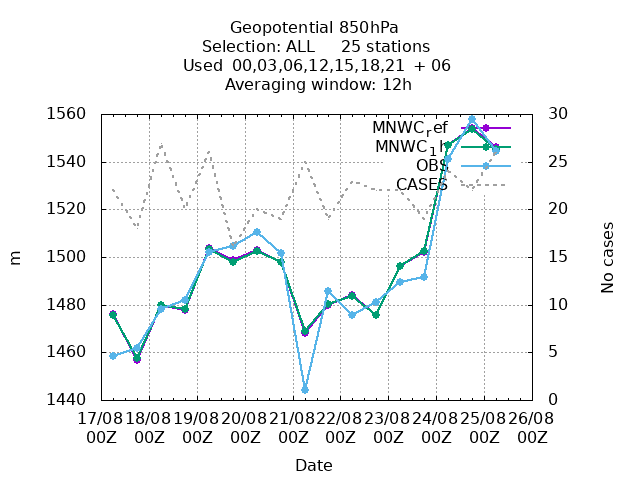 Geopotential 850hPa
Selection: ALL 25 stations
Used 00,03,06,12,15,18,21 + 06
Averaging window: 12h
1560 30
MNWC_ref
MNWC_1h
1540 25
OBS
CASES
1520 20
1500 15
m
No cases
1480 10
1460 5
1440 0
17/08 18/08 19/08 20/08 21/08 22/08 23/08 24/08 25/08 26/08
00Z 00Z 00Z 00Z 00Z 00Z 00Z 00Z 00Z 00Z
Date